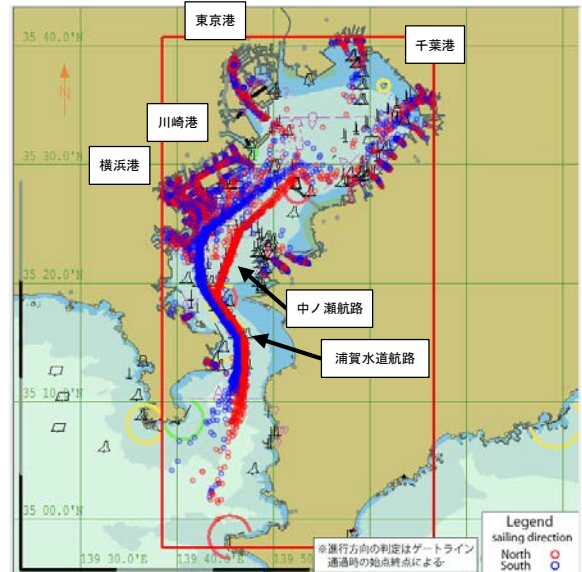 東京港
35 40.0'N
千葉港
川崎港
35 30.0'N
横浜港
35 20.0'N
中ノ瀬航路
浦賀水道航路
35 10.0'N
35 00.0'N
139 30.0'E
139 40.0'E
139 50.0'E
※進行方向の判定はゲートライン
通過時の始点終点による
Legend
sailing direction
North
South